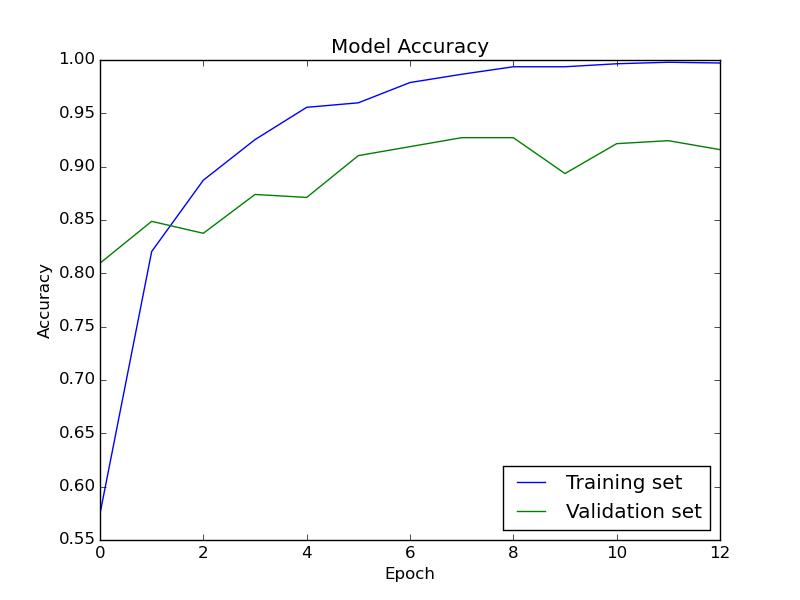 Model Accuracy
1.00
0.95
0.90
0.85
0.80
0.75
0.70
0.65
0.60
0.55
Accuracy
0 2 4 6 8 10 12
Epoch
Training set
Validation set